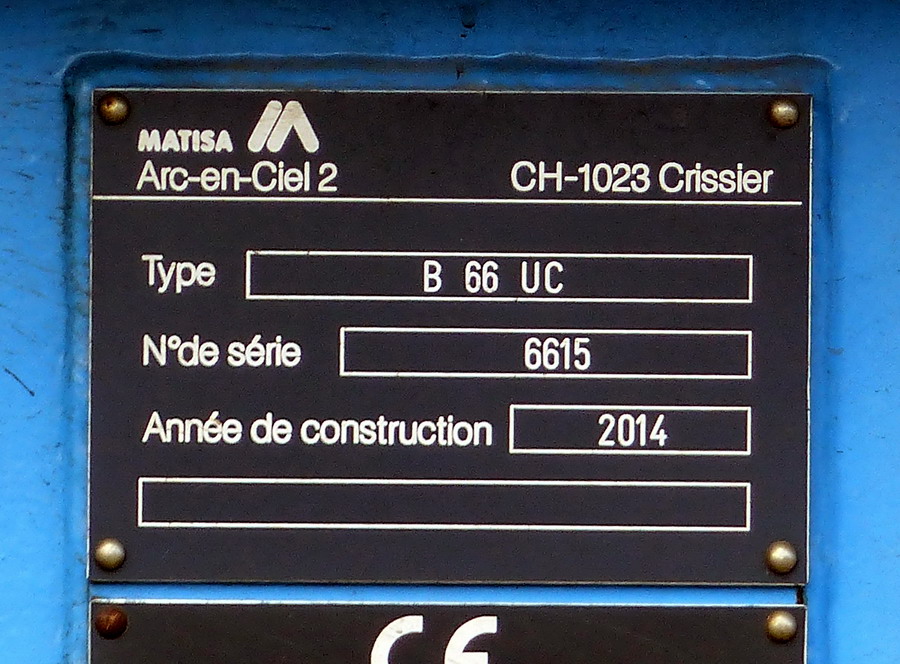 MATISA
Arc-en-Ciel 2 CH-1023 Crissier
Type B 66 UC
N°de série 6615
Année de construction 2014
CE